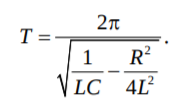 T = 2π / √(1/LC − R²/4L²).